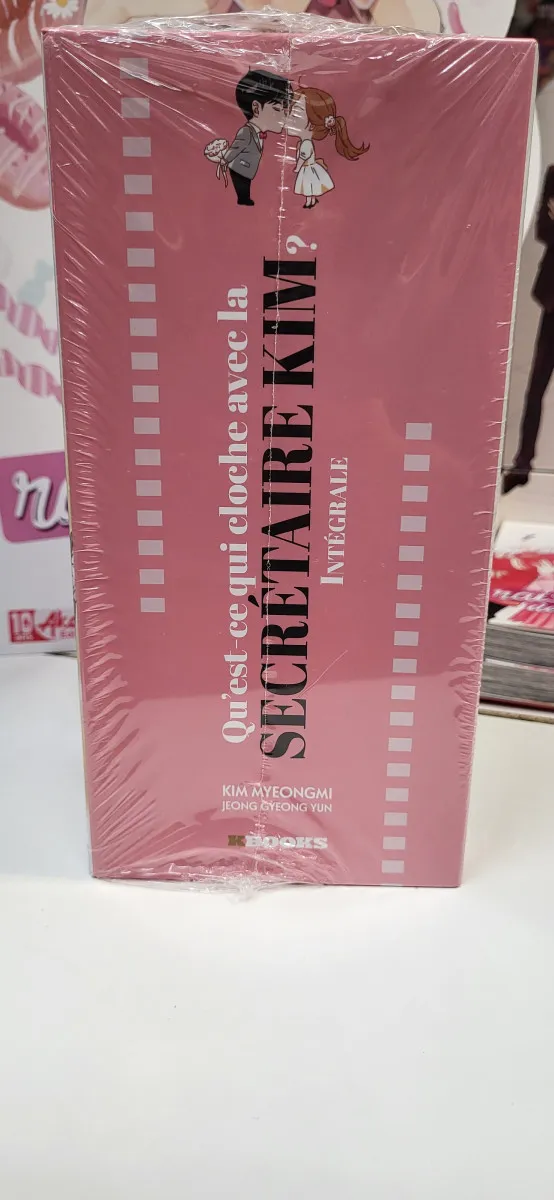 Qu'est-ce qui cloche avec la
SECRÉTAIRE KIM?
INTÉGRALE
KIM MYEONGMI
JEONG GYEONG YUN
KBOOKS